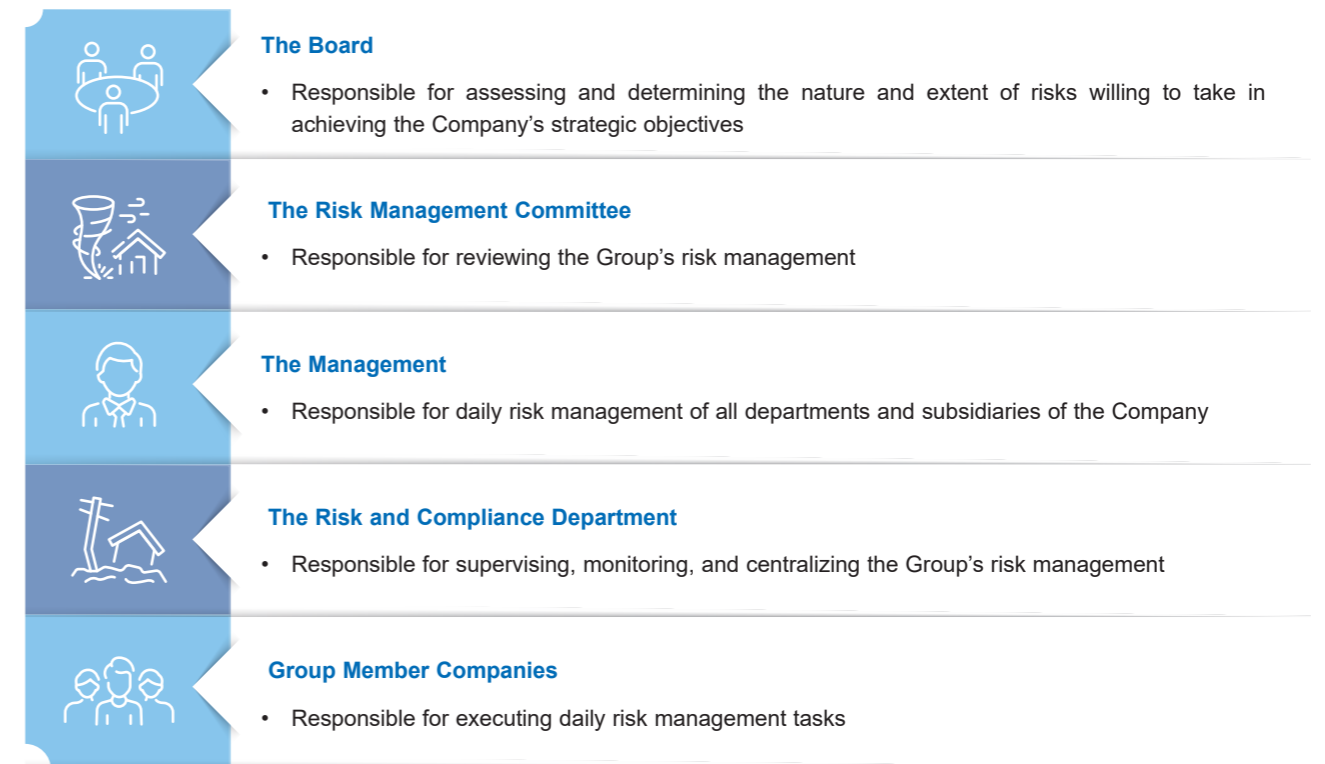 The Board
• Responsible for assessing and determining the nature and extent of risks willing to take in
achieving the Company’s strategic objectives
The Risk Management Committee
• Responsible for reviewing the Group’s risk management
The Management
• Responsible for daily risk management of all departments and subsidiaries of the Company
The Risk and Compliance Department
• Responsible for supervising, monitoring, and centralizing the Group’s risk management
Group Member Companies
• Responsible for executing daily risk management tasks